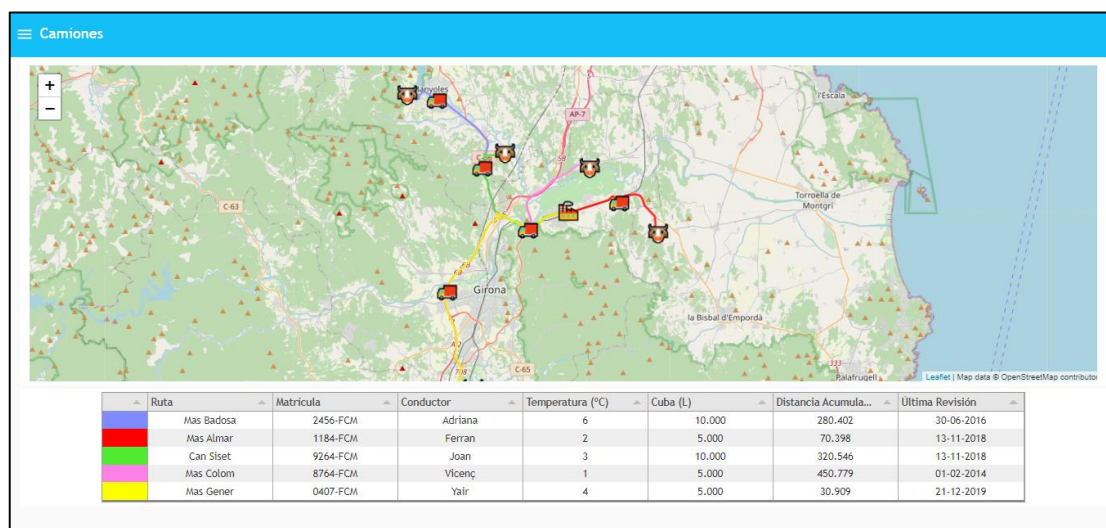 Camiones
+
−
Banyoles
l'Escala
AP-7
Torroella de
Montgrí
C-63
Girona
la Bisbal d'Empordà
C-65
Palafrugell
Leaflet | Map data © OpenStreetMap contributor
Ruta Matrícula Conductor Temperatura (ºC) Cuba (L) Distancia Acumula... Última Revisión
Mas Badosa 2456-FCM Adriana 6 10.000 280.402 30-06-2016
Mas Almar 1184-FCM Ferran 2 5.000 70.398 13-11-2018
Can Siset 9264-FCM Joan 3 10.000 320.546 13-11-2018
Mas Colom 8764-FCM Vicenç 1 5.000 450.779 01-02-2014
Mas Gener 0407-FCM Yair 4 5.000 30.909 21-12-2019